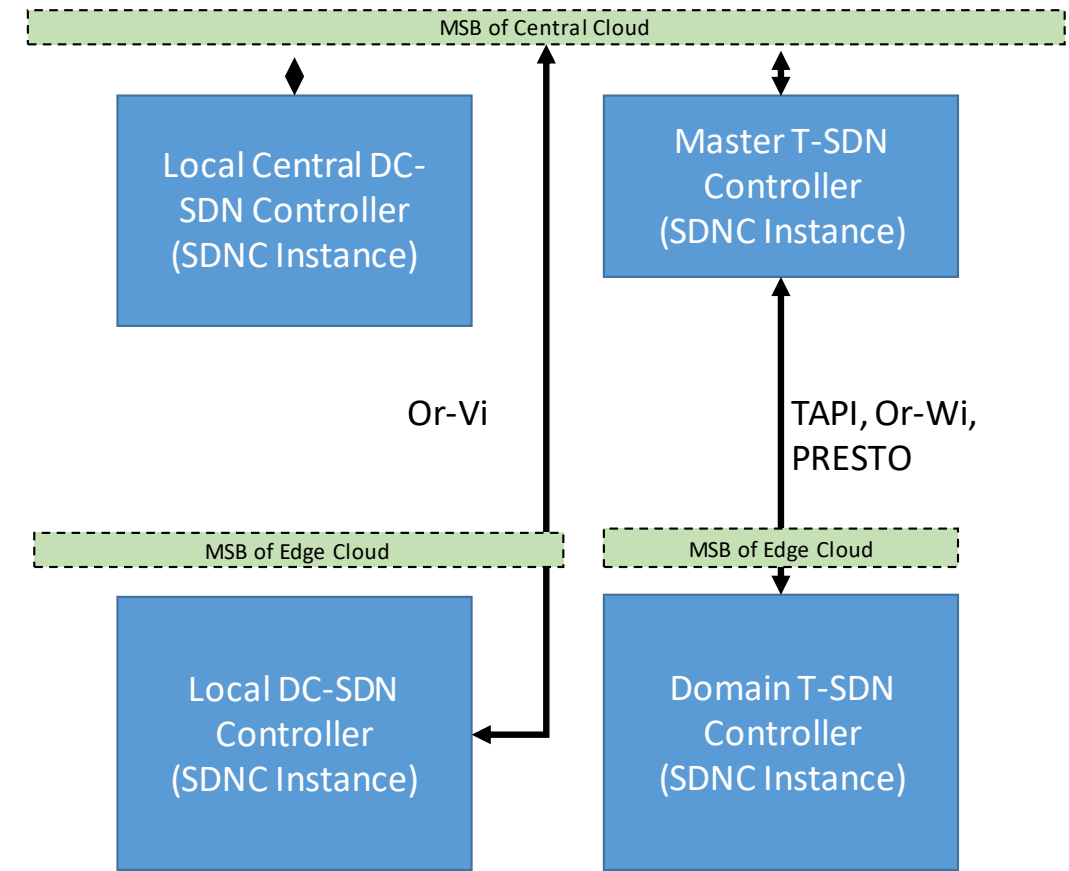 MSB of Central Cloud
Local Central DC-
SDN Controller
(SDNC Instance)
Master T-SDN
Controller
(SDNC Instance)
Or-Vi
TAPI, Or-Wi,
PRESTO
MSB of Edge Cloud
MSB of Edge Cloud
Local DC-SDN
Controller
(SDNC Instance)
Domain T-SDN
Controller
(SDNC Instance)